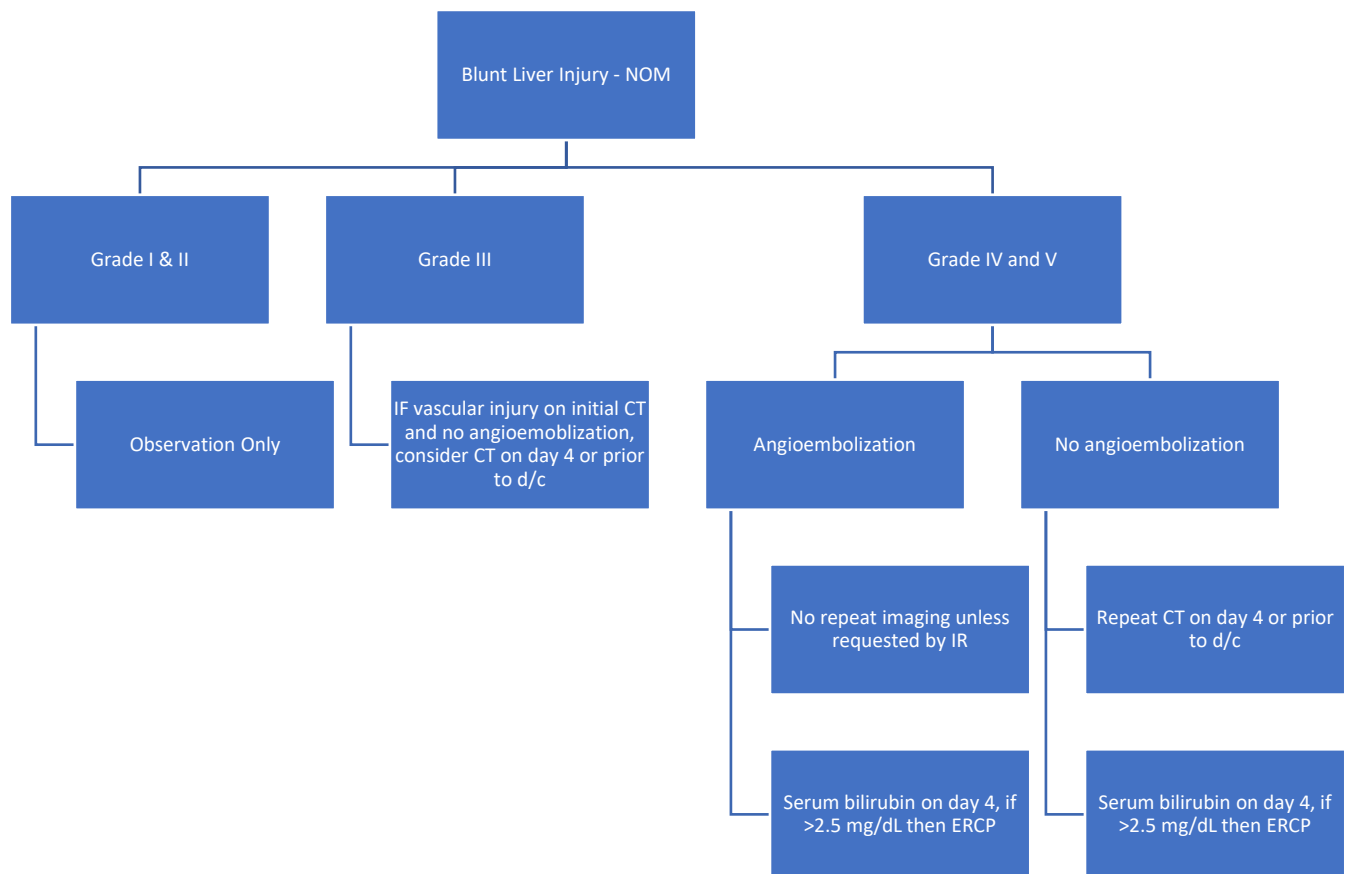 Blunt Liver Injury - NOM
Grade I & II
Grade III
Grade IV and V
Observation Only
IF vascular injury on initial CT
and no angioemoblization,
consider CT on day 4 or prior
to d/c
Angioembolization
No angioembolization
No repeat imaging unless
requested by IR
Repeat CT on day 4 or prior
to d/c
Serum bilirubin on day 4, if
>2.5 mg/dL then ERCP
Serum bilirubin on day 4, if
>2.5 mg/dL then ERCP